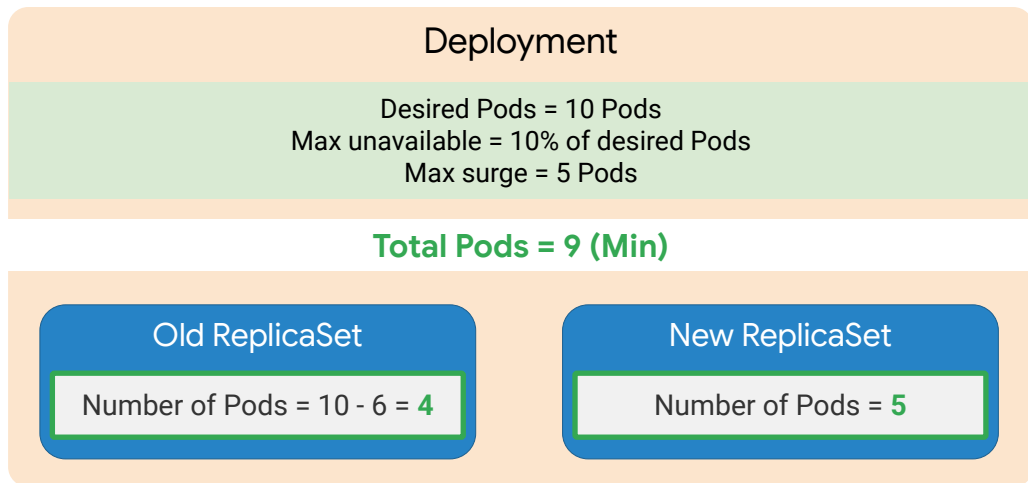 Deployment
Desired Pods = 10 Pods
Max unavailable = 10% of desired Pods
Max surge = 5 Pods
Total Pods = 9 (Min)
Old ReplicaSet
Number of Pods = 10 - 6 = 4
New ReplicaSet
Number of Pods = 5